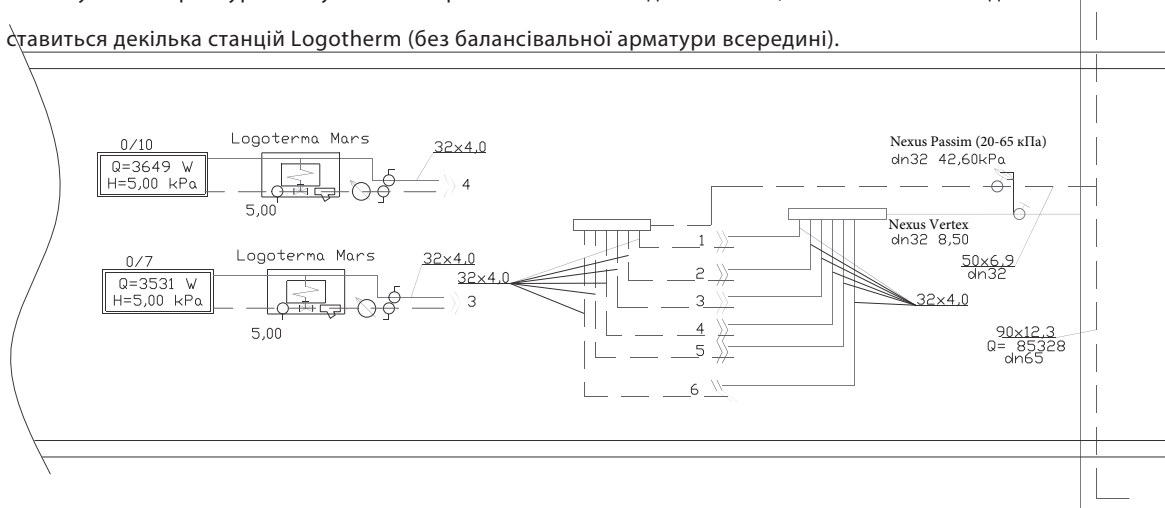 ставиться декілька станцій Logotherm (без балансівальної арматури всередині).
0/10
Q=3649 W
H=5,00 kPa
Logoterma Mars
5,00
32x4,0
4
0/7
Q=3531 W
H=5,00 kPa
Logoterma Mars
5,00
32x4,0
3
32x4,0
1
2
3
4
5
6
32x4,0
Nexus Passim (20-65 кПа)
dn32 42,60kPa
Nexus Vertex
dn32 8,50
50x6,9
dn32
90x12,3
Q= 85328
dn65